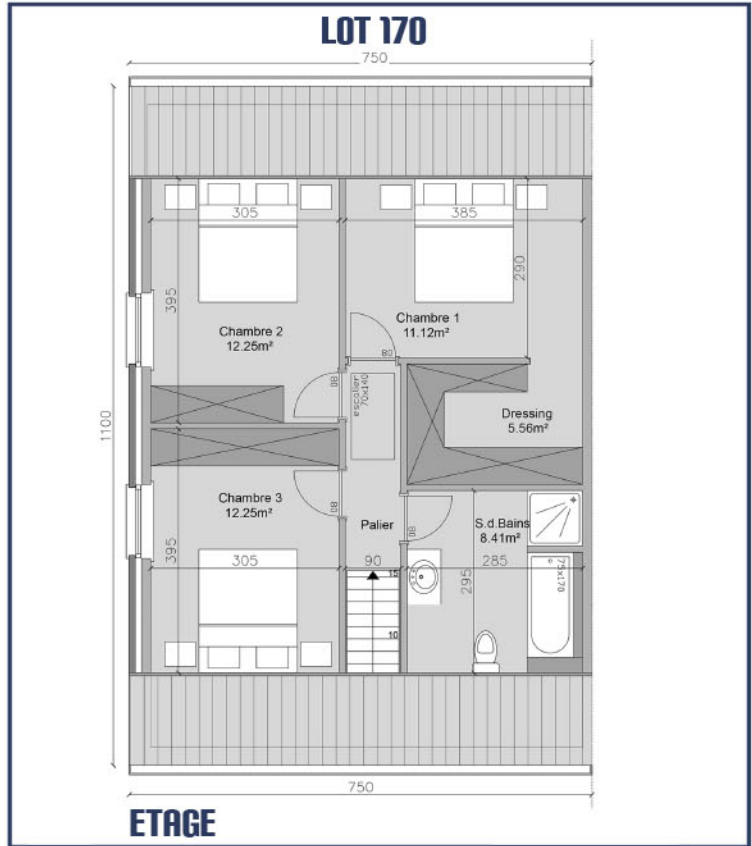 LOT 170
750
305
385
290
395
Chambre 1
11.12m²
Chambre 2
12.25m²
80
80
escalier
70x140
Dressing
5.56m²
1100
Chambre 3
12.25m²
80
Palier
80
S.d.Bains
8.41m²
395
305
90
295
285
75x170
15
10
750
ETAGE